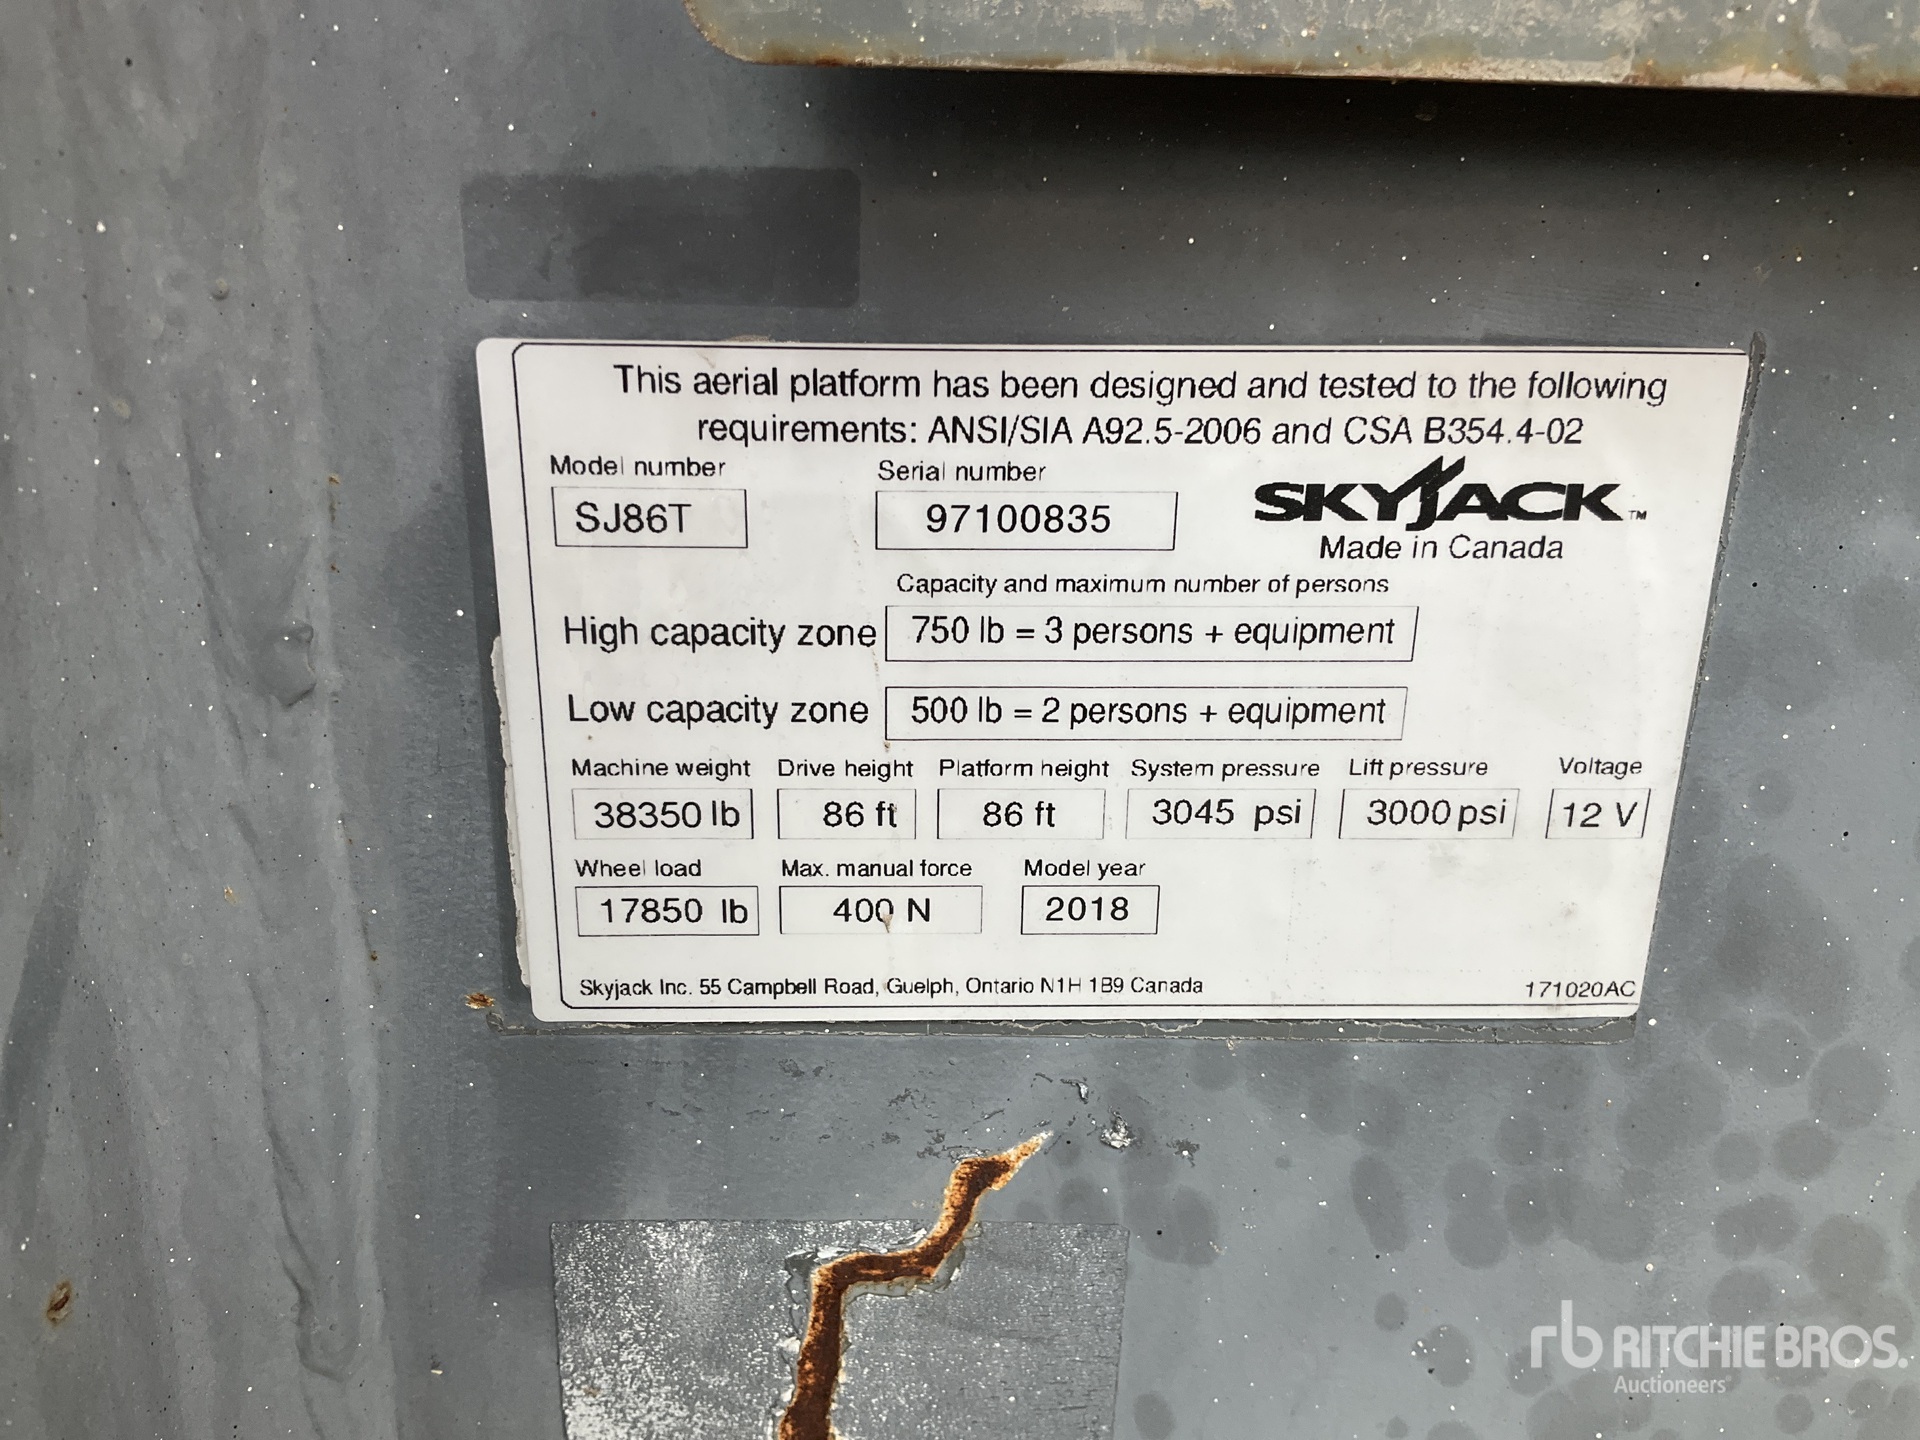 This aerial platform has been designed and tested to the following
requirements: ANSI/SIA A92.5-2006 and CSA B354.4-02
Model number Serial number
SJ86T 97100835 SKYJACK™
Made in Canada
Capacity and maximum number of persons
High capacity zone 750 lb = 3 persons + equipment
Low capacity zone 500 lb = 2 persons + equipment
Machine weight Drive height Platform height System pressure Lift pressure Voltage
38350 lb 86 ft 86 ft 3045 psi 3000 psi 12 V
Wheel load Max. manual force Model year
17850 lb 400 N 2018
Skyjack Inc. 55 Campbell Road, Guelph, Ontario N1H 1B9 Canada 171020AC
rb RITCHIE BROS.
Auctioneers